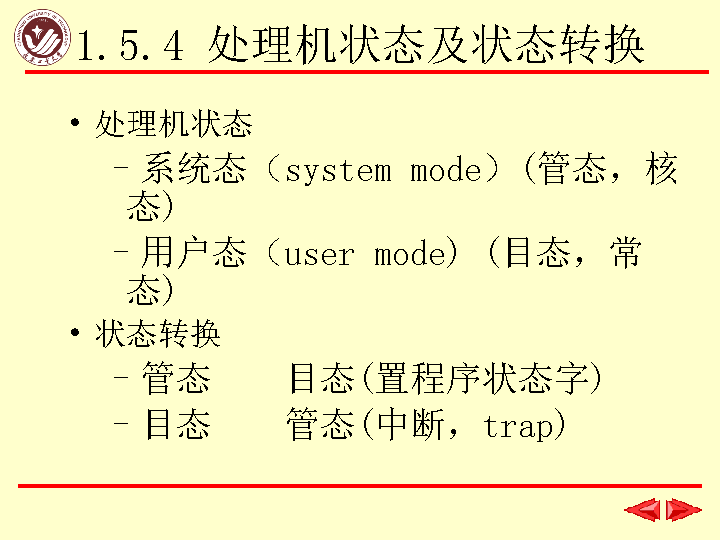 1.5.4 处理机状态及状态转换
• 处理机状态
–系统态（system mode）(管态，核
态)
–用户态（user mode) (目态，常
态)
• 状态转换
–管态 目态(置程序状态字)
–目态 管态(中断，trap)